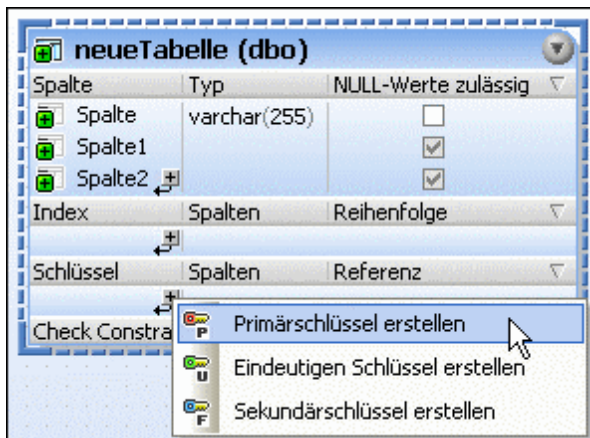 neueTabelle (dbo)
Spalte Typ NULL-Werte zulässig
Spalte varchar(255)
Spalte1
Spalte2
Index Spalten Reihenfolge
Schlüssel Spalten Referenz
Check Constra
P Primärschlüssel erstellen
U Eindeutigen Schlüssel erstellen
F Sekundärschlüssel erstellen